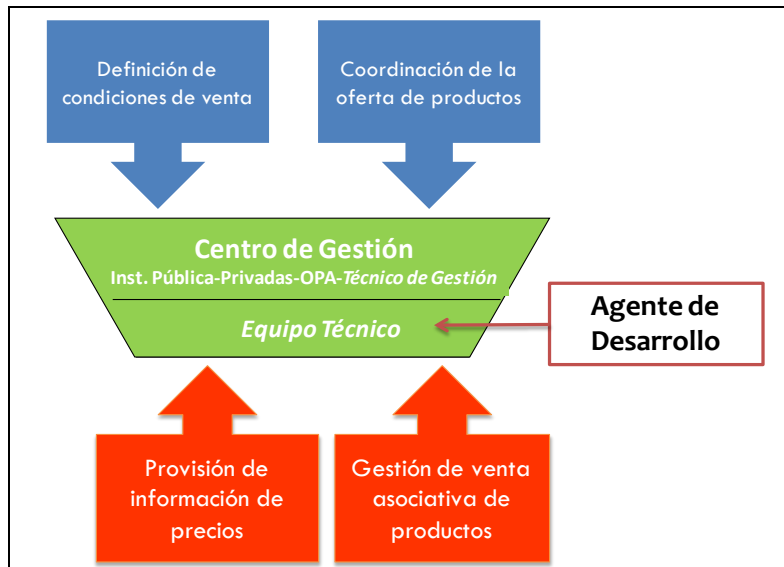 Definición de
condiciones de venta
Coordinación de la
oferta de productos
Centro de Gestión
Inst. Pública-Privadas-OPA-Técnico de Gestión
Equipo Técnico
Agente de
Desarrollo
Provisión de
información de
precios
Gestión de venta
asociativa de
productos